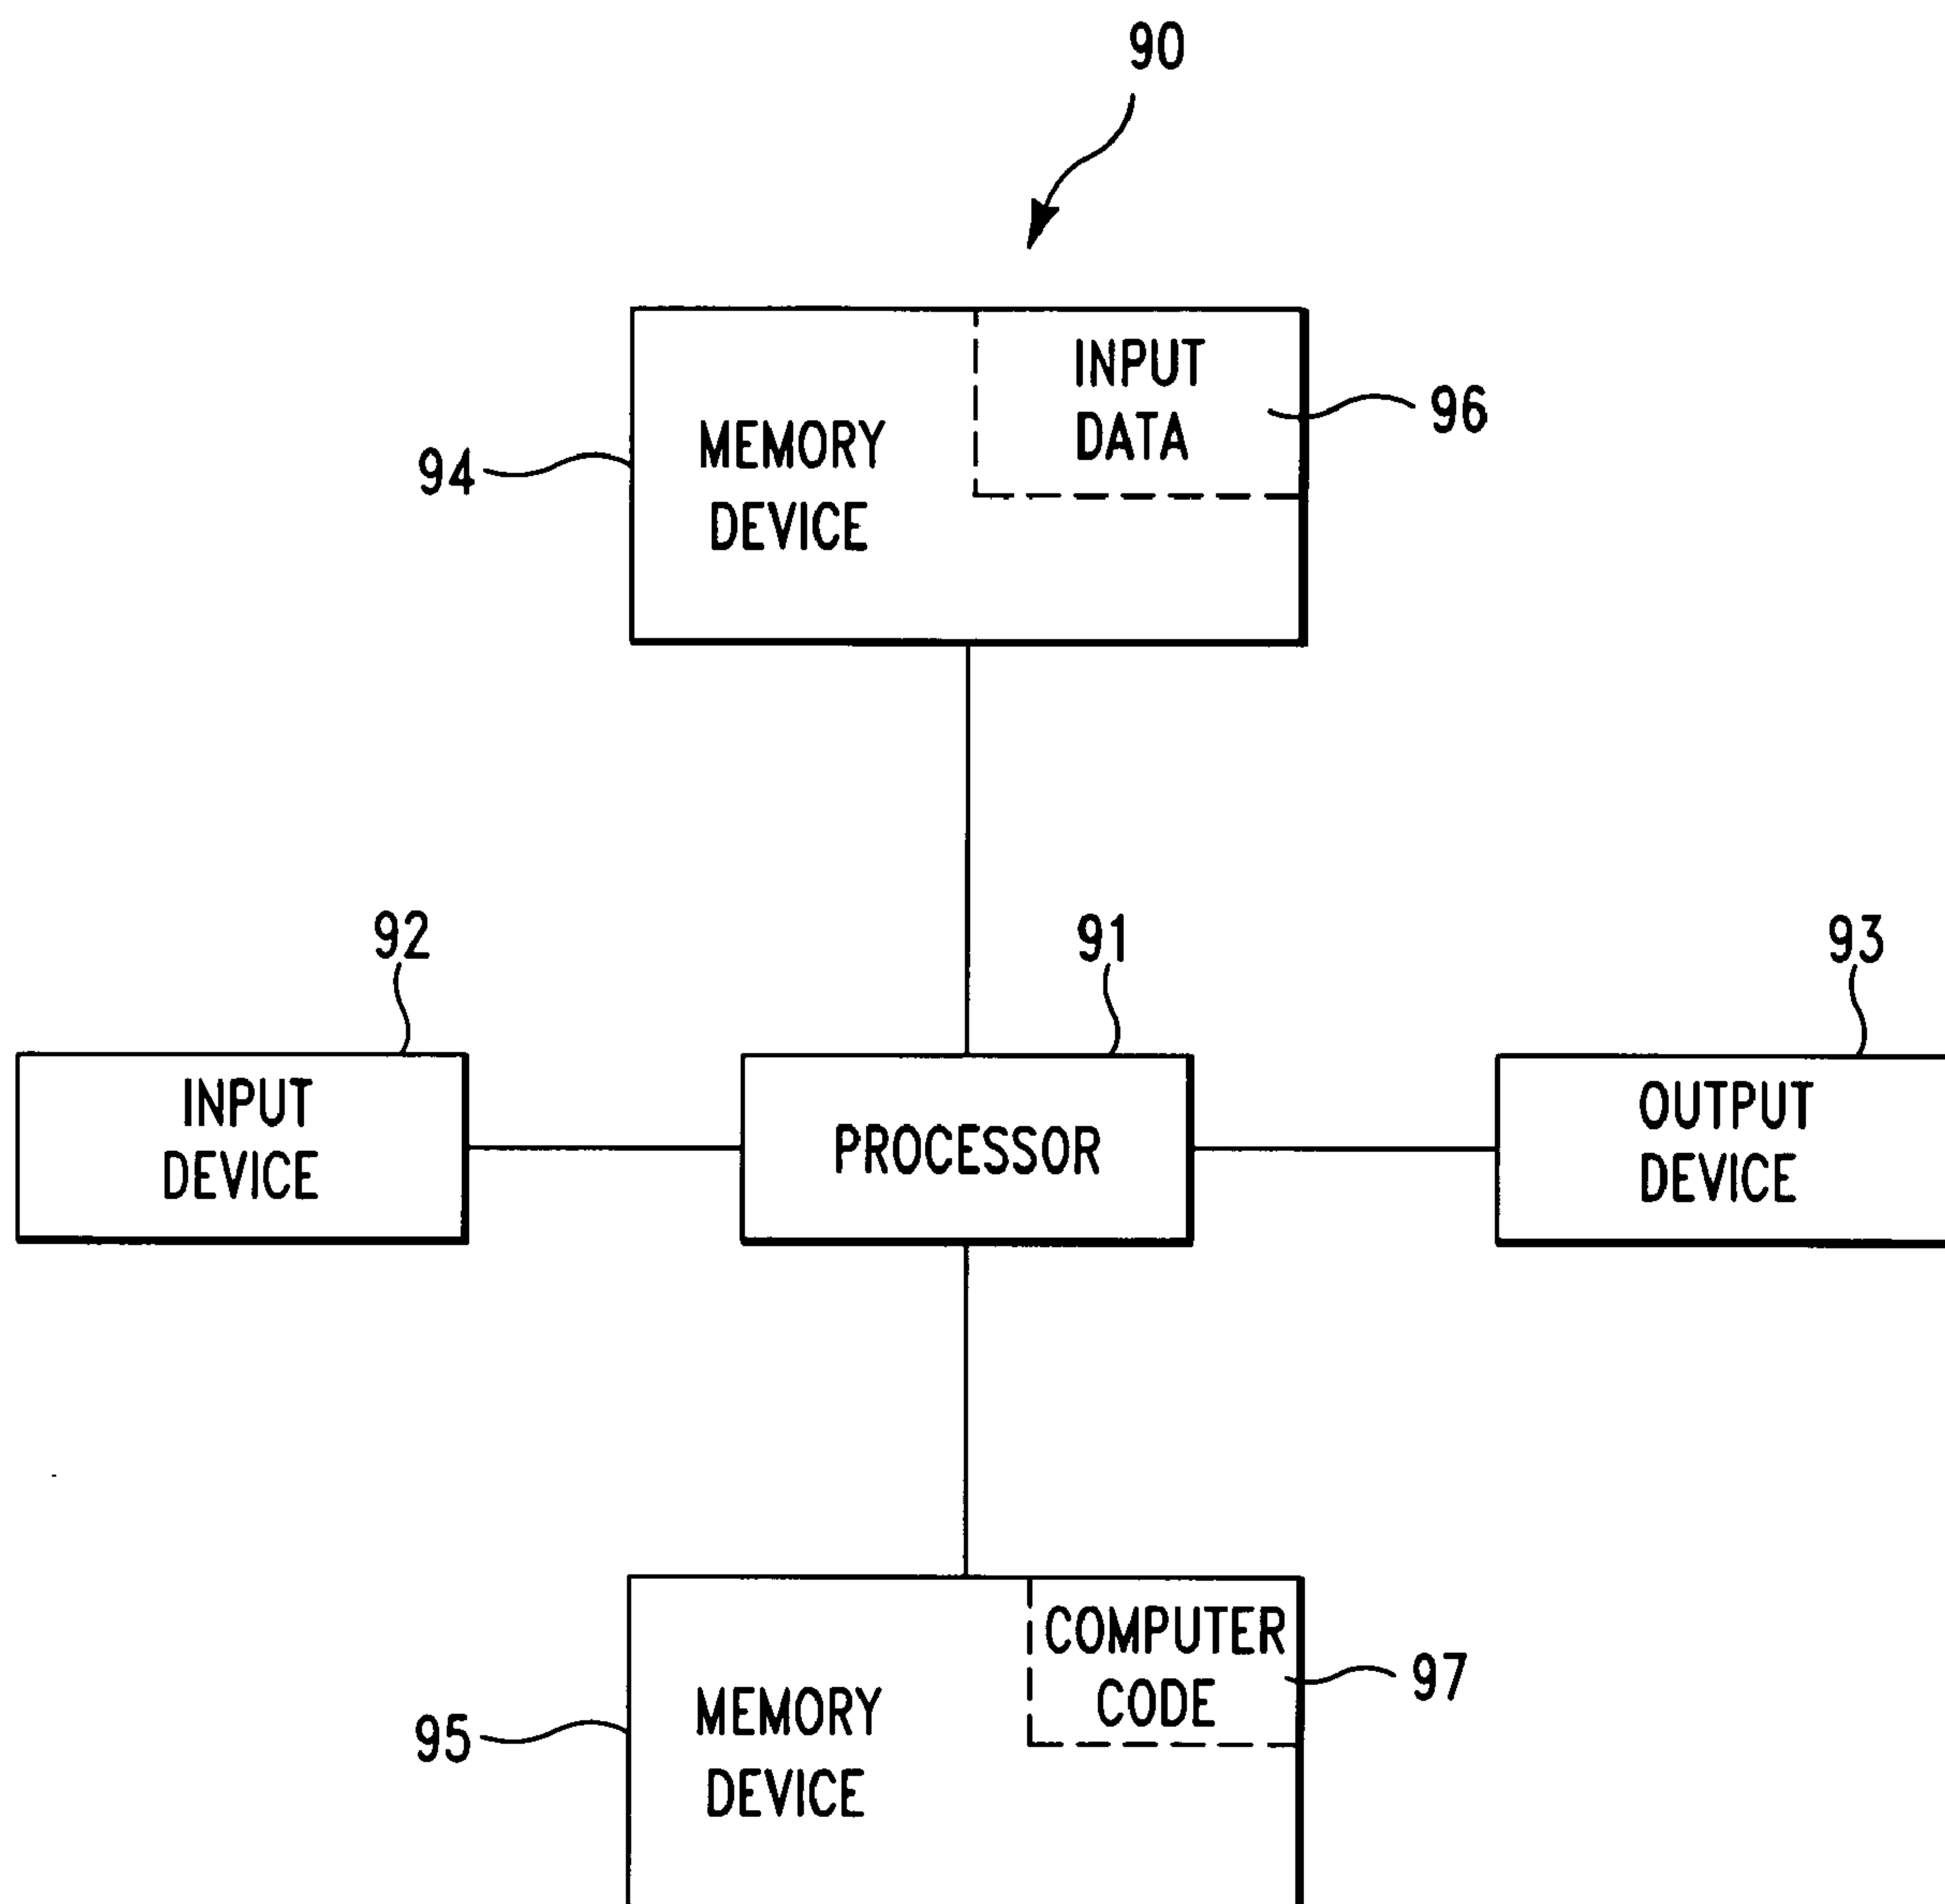 90
INPUT
DATA
96
MEMORY
DEVICE
94
92
91
93
INPUT
DEVICE
PROCESSOR
OUTPUT
DEVICE
COMPUTER
CODE
97
MEMORY
DEVICE
95